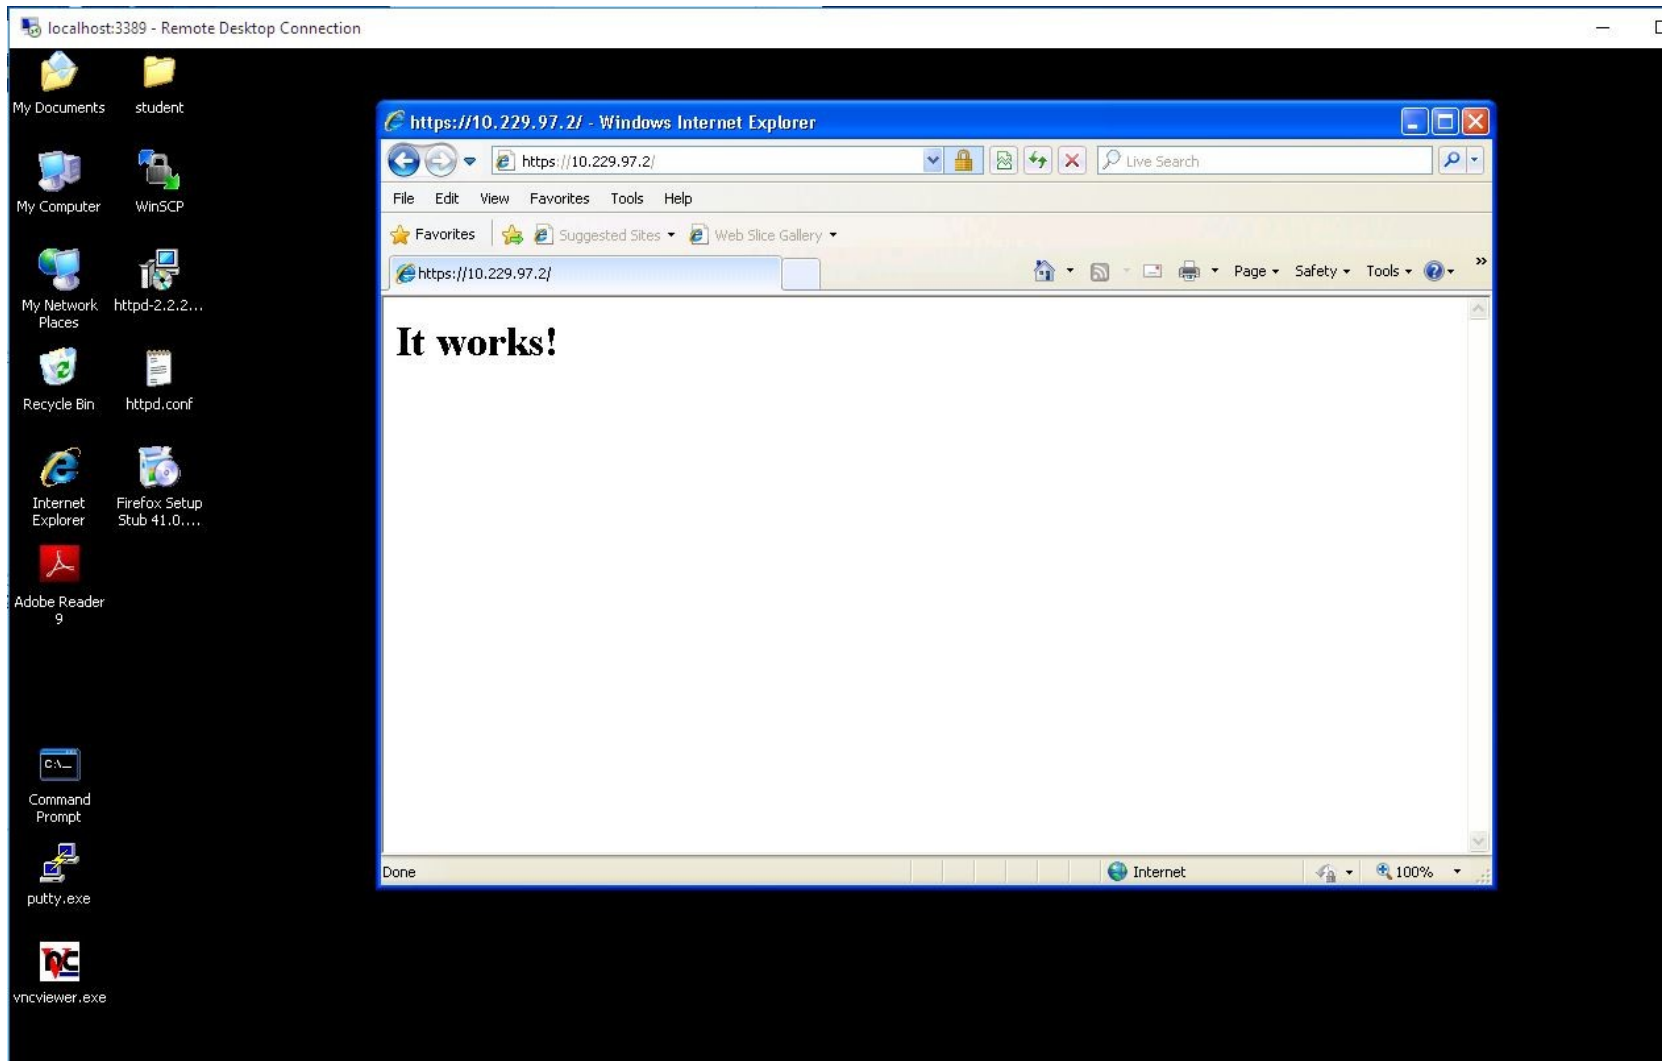 localhost:3389 - Remote Desktop Connection
My Documents
student
My Computer
WinSCP
My Network
Places
httpd-2.2.2...
Recycle Bin
httpd.conf
Internet
Explorer
Firefox Setup
Stub 41.0....
Adobe Reader
9
C:\_
Command
Prompt
putty.exe
vncviewer.exe
https://10.229.97.2/ - Windows Internet Explorer
https://10.229.97.2/
Live Search
File Edit View Favorites Tools Help
Favorites Suggested Sites Web Slice Gallery
https://10.229.97.2/
Page Safety Tools »
It works!
Done Internet 100%